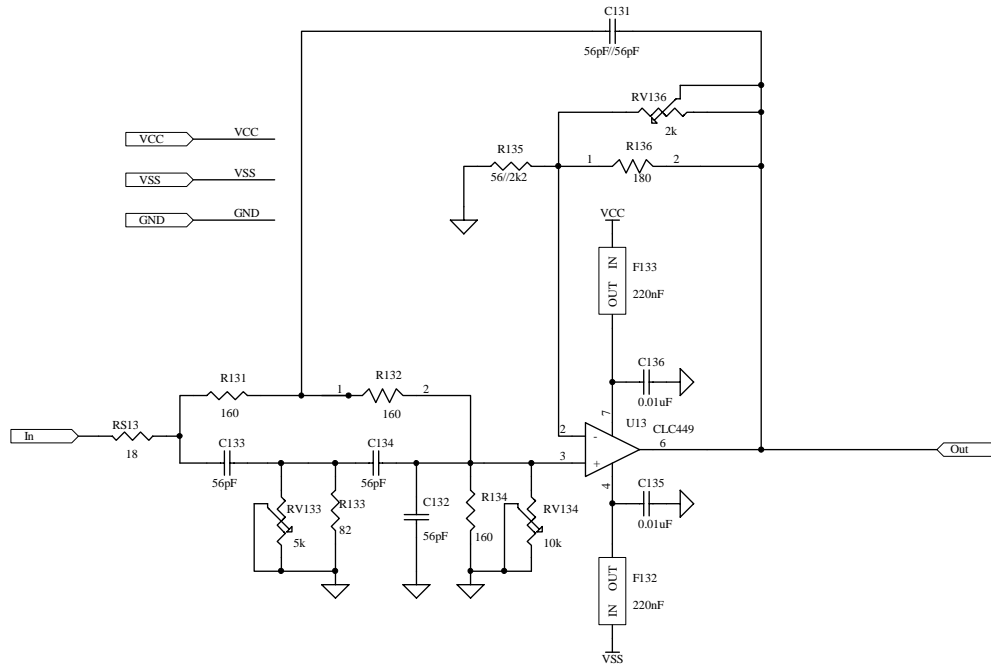 C131
56pF//56pF
RV136
2k
VCC VCC
R135
56//2k2
1 R136 2
180
VSS VSS
GND GND
VCC
IN
OUT
F133
220nF
C136
0.01uF
7
R131
160
1 R132 2
160
U13
CLC449
In
RS13
18
2
-
6
Out
3
+
C133
56pF
C134
56pF
4
C135
0.01uF
RV133
5k
R133
82
C132
56pF
R134
160
RV134
10k
OUT
IN
F132
220nF
VSS